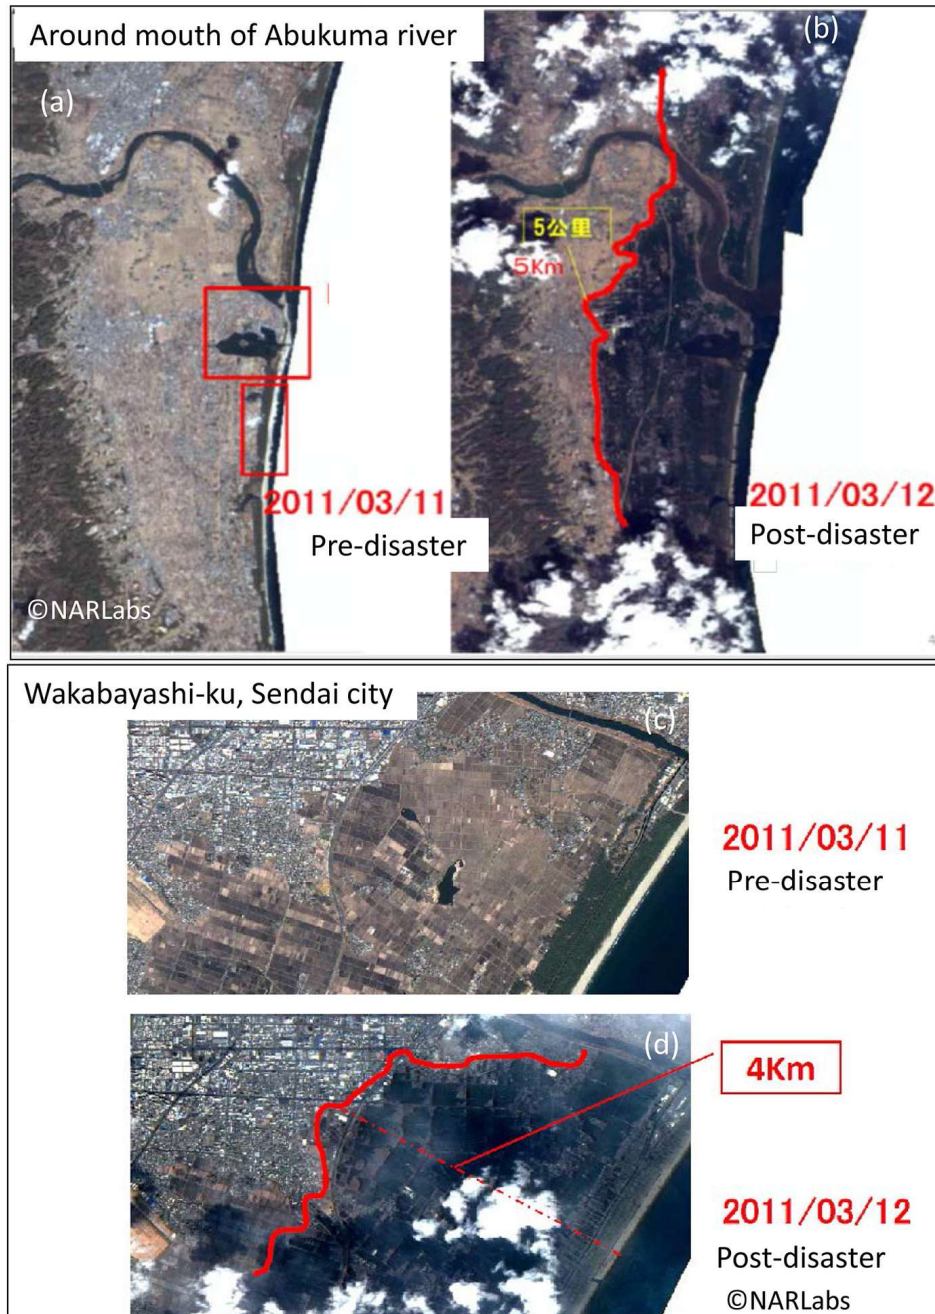 Around mouth of Abukuma river
(a)
(b)
5公里
5Km
2011/03/11
Pre-disaster
2011/03/12
Post-disaster
©NARLabs
4
Wakabayashi-ku, Sendai city
(c)
2011/03/11
Pre-disaster
(d)
4Km
2011/03/12
Post-disaster
©NARLabs